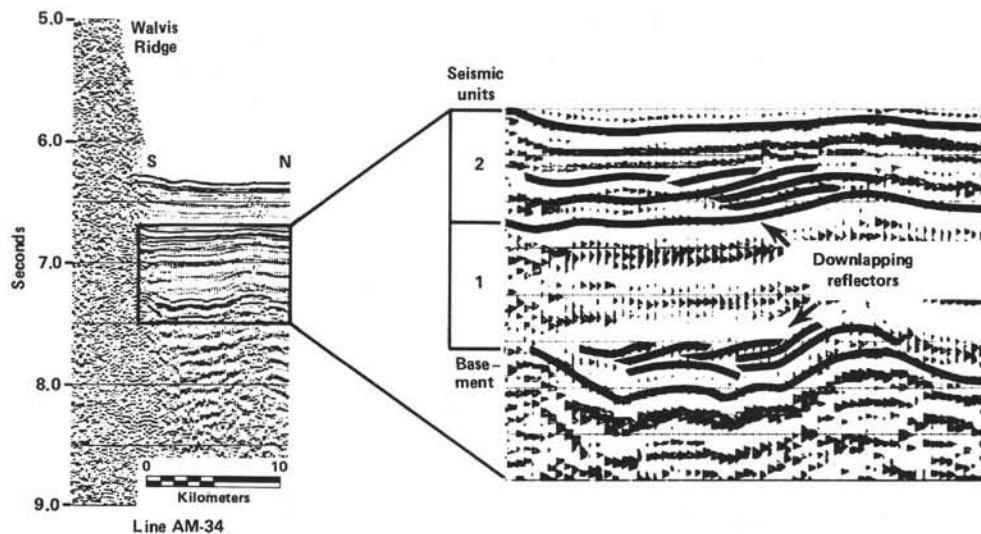 5.0
Walvis
Ridge
6.0
S
N
Seconds
7.0
8.0
0
10
Kilometers
9.0
Line AM-34
Seismic
units
2
1
Base-
ment
Downlapping
reflectors